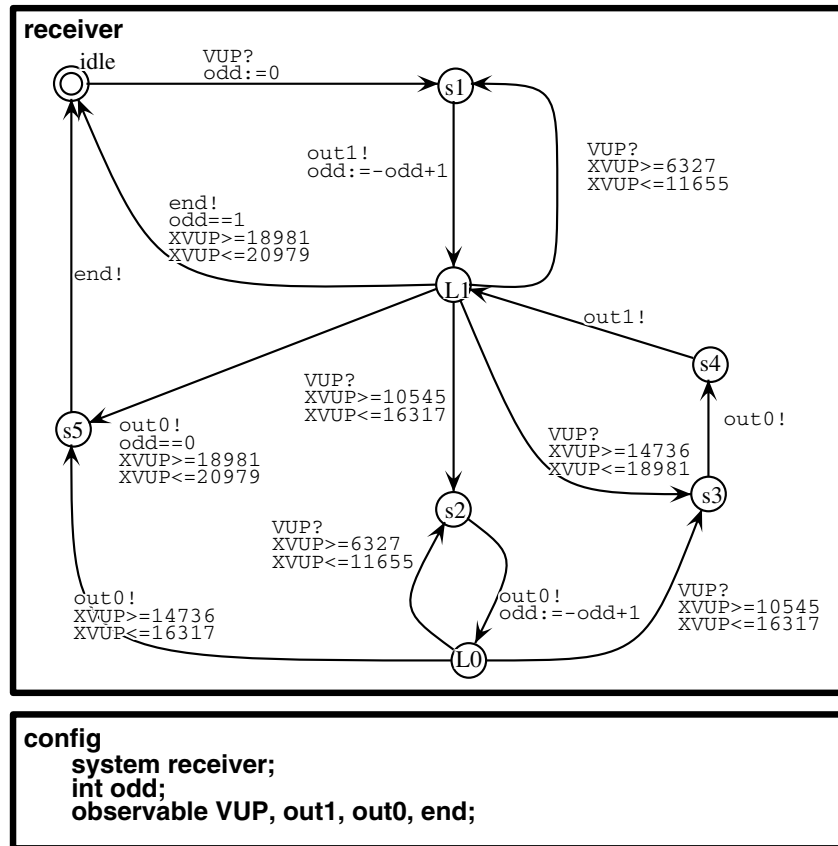 receiver
idle
VUP?
odd:=0
s1
out1!
odd:=-odd+1
VUP?
XVUP>=6327
XVUP<=11655
end!
odd==1
XVUP>=18981
XVUP<=20979
end!
L1
out1!
s4
VUP?
XVUP>=10545
XVUP<=16317
out0!
s5
out0!
odd==0
XVUP>=18981
XVUP<=20979
VUP?
XVUP>=14736
XVUP<=18981
s3
s2
VUP?
XVUP>=6327
XVUP<=11655
out0!
odd:=-odd+1
out0!
XVUP>=14736
XVUP<=16317
VUP?
XVUP>=10545
XVUP<=16317
L0
config
system receiver;
int odd;
observable VUP, out1, out0, end;